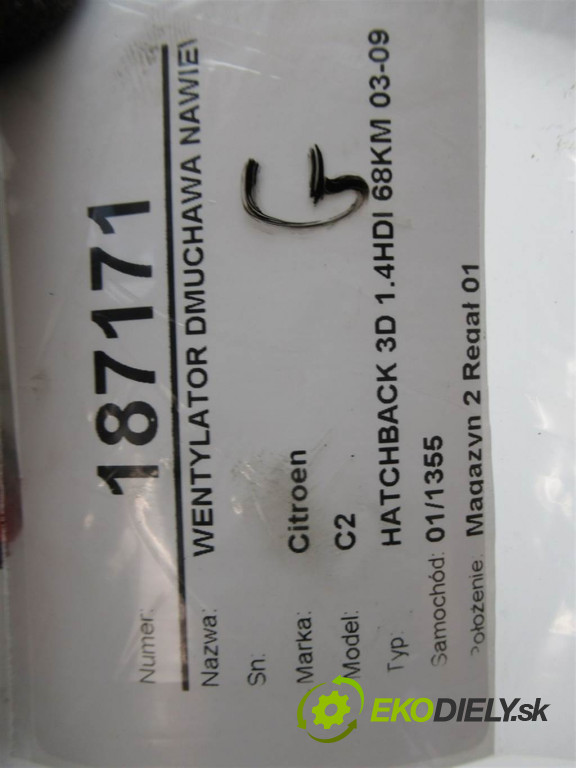 Numer: 187171
Nazwa: WENTYLATOR DMUCHAWA NAWIEW
Sn:
G
Marka: Citroen
Model: C2
Typ: HATCHBACK 3D 1.4HDI 68KM 03-09
Samochód: 01/1355
Położenie: Magazyn 2 Regał 01
EKODIELY.sk